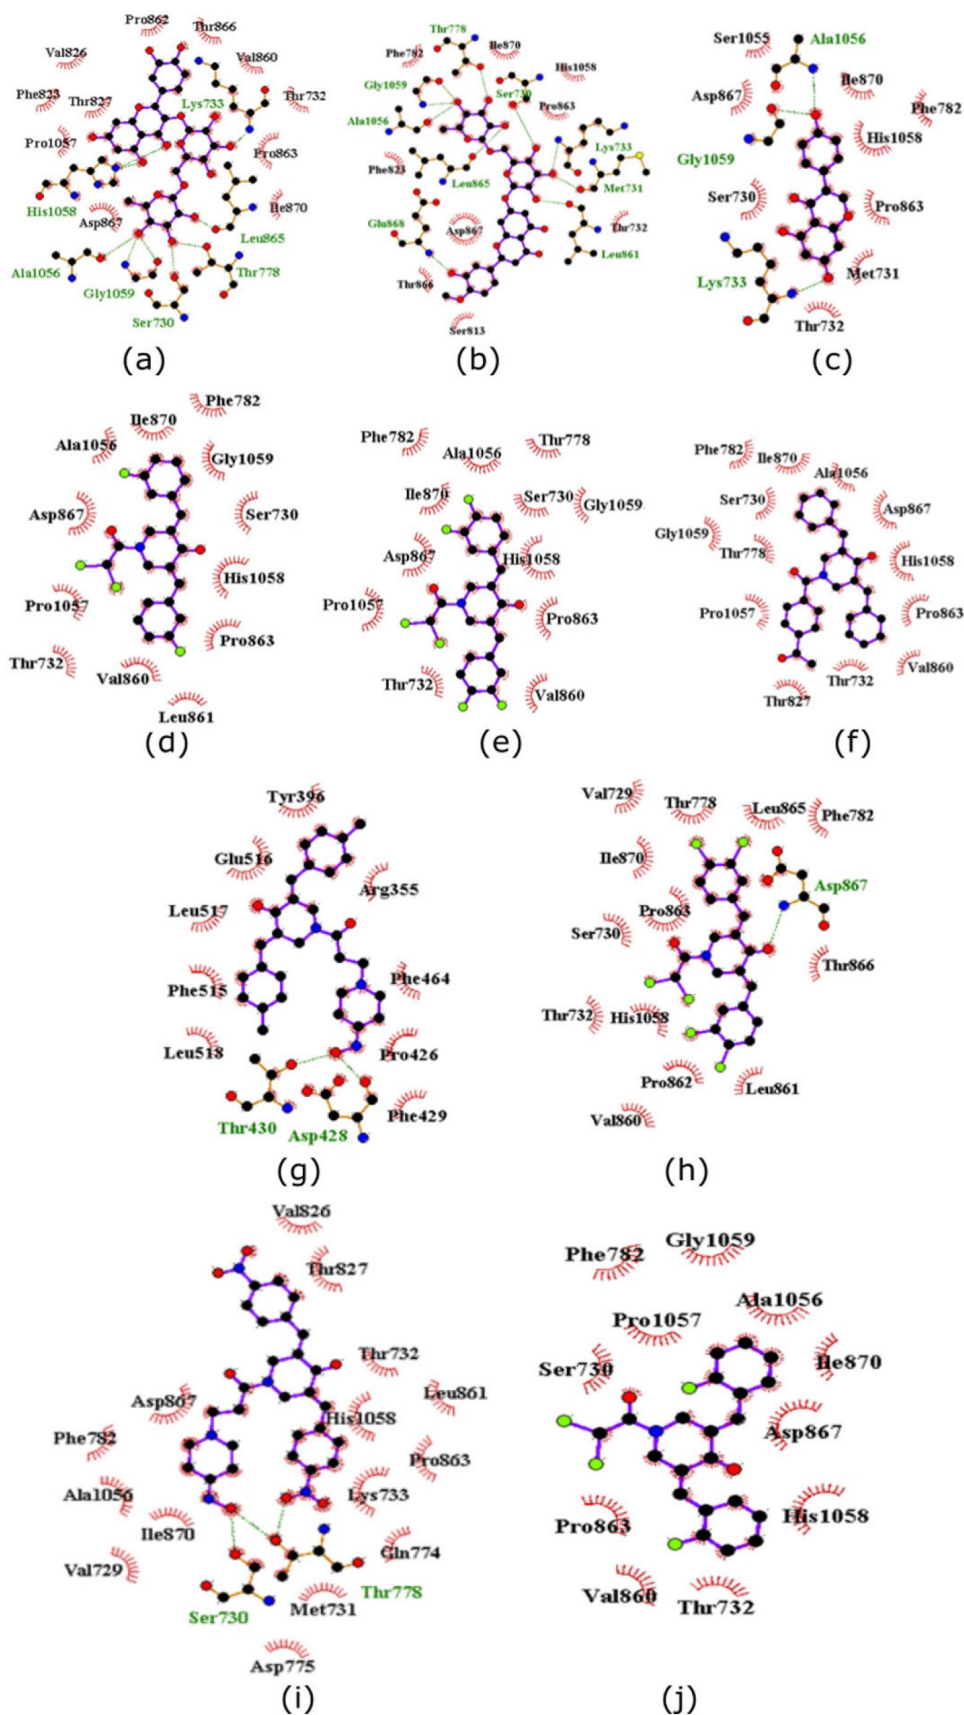 Pro862
Thr866
Val826
Val860
Phe823
Thr827
Lys733
Thr732
Pro1057
Pro863
His1058
Asp867
Ile870
Leu865
Ala1056
Gly1059
Thr778
Ser730
(a)
Thr778
Phe782
Ile870
Gly1059
His1058
Ser730
Pro863
Ala1056
Lys733
Phe823
Leu865
Met731
Glu868
Asp867
Thr732
Leu861
Thr866
Ser813
(b)
Ser1055
Ala1056
Asp867
Ile870
Phe782
His1058
Gly1059
Ser730
Pro863
Lys733
Met731
Thr732
(c)
Phe782
Ile870
Ala1056
Gly1059
Asp867
Ser730
His1058
Pro1057
Pro863
Thr732
Val860
Leu861
(d)
Phe782
Ala1056
Thr778
Ile870
Ser730
Gly1059
Asp867
His1058
Pro1057
Pro863
Thr732
Val860
(e)
Phe782
Ile870
Ala1056
Ser730
Asp867
Gly1059
Thr778
His1058
Pro1057
Pro863
Val860
Thr732
Thr827
(f)
Tyr396
Glu516
Arg355
Leu517
Phe515
Phe464
Leu518
Pro426
Phe429
Thr430
Asp428
(g)
Val729
Thr778
Leu865
Phe782
Ile870
Asp867
Pro863
Ser730
Thr866
Thr732
His1058
Pro862
Leu861
Val860
(h)
Val826
Thr827
Thr732
Leu861
Asp867
His1058
Phe782
Pro863
Ala1056
Lys733
Ile870
Gln774
Val729
Thr778
Ser730
Met731
Asp775
(i)
Gly1059
Phe782
Ala1056
Pro1057
Ser730
Ile870
Asp867
His1058
Pro863
Val860
Thr732
(j)